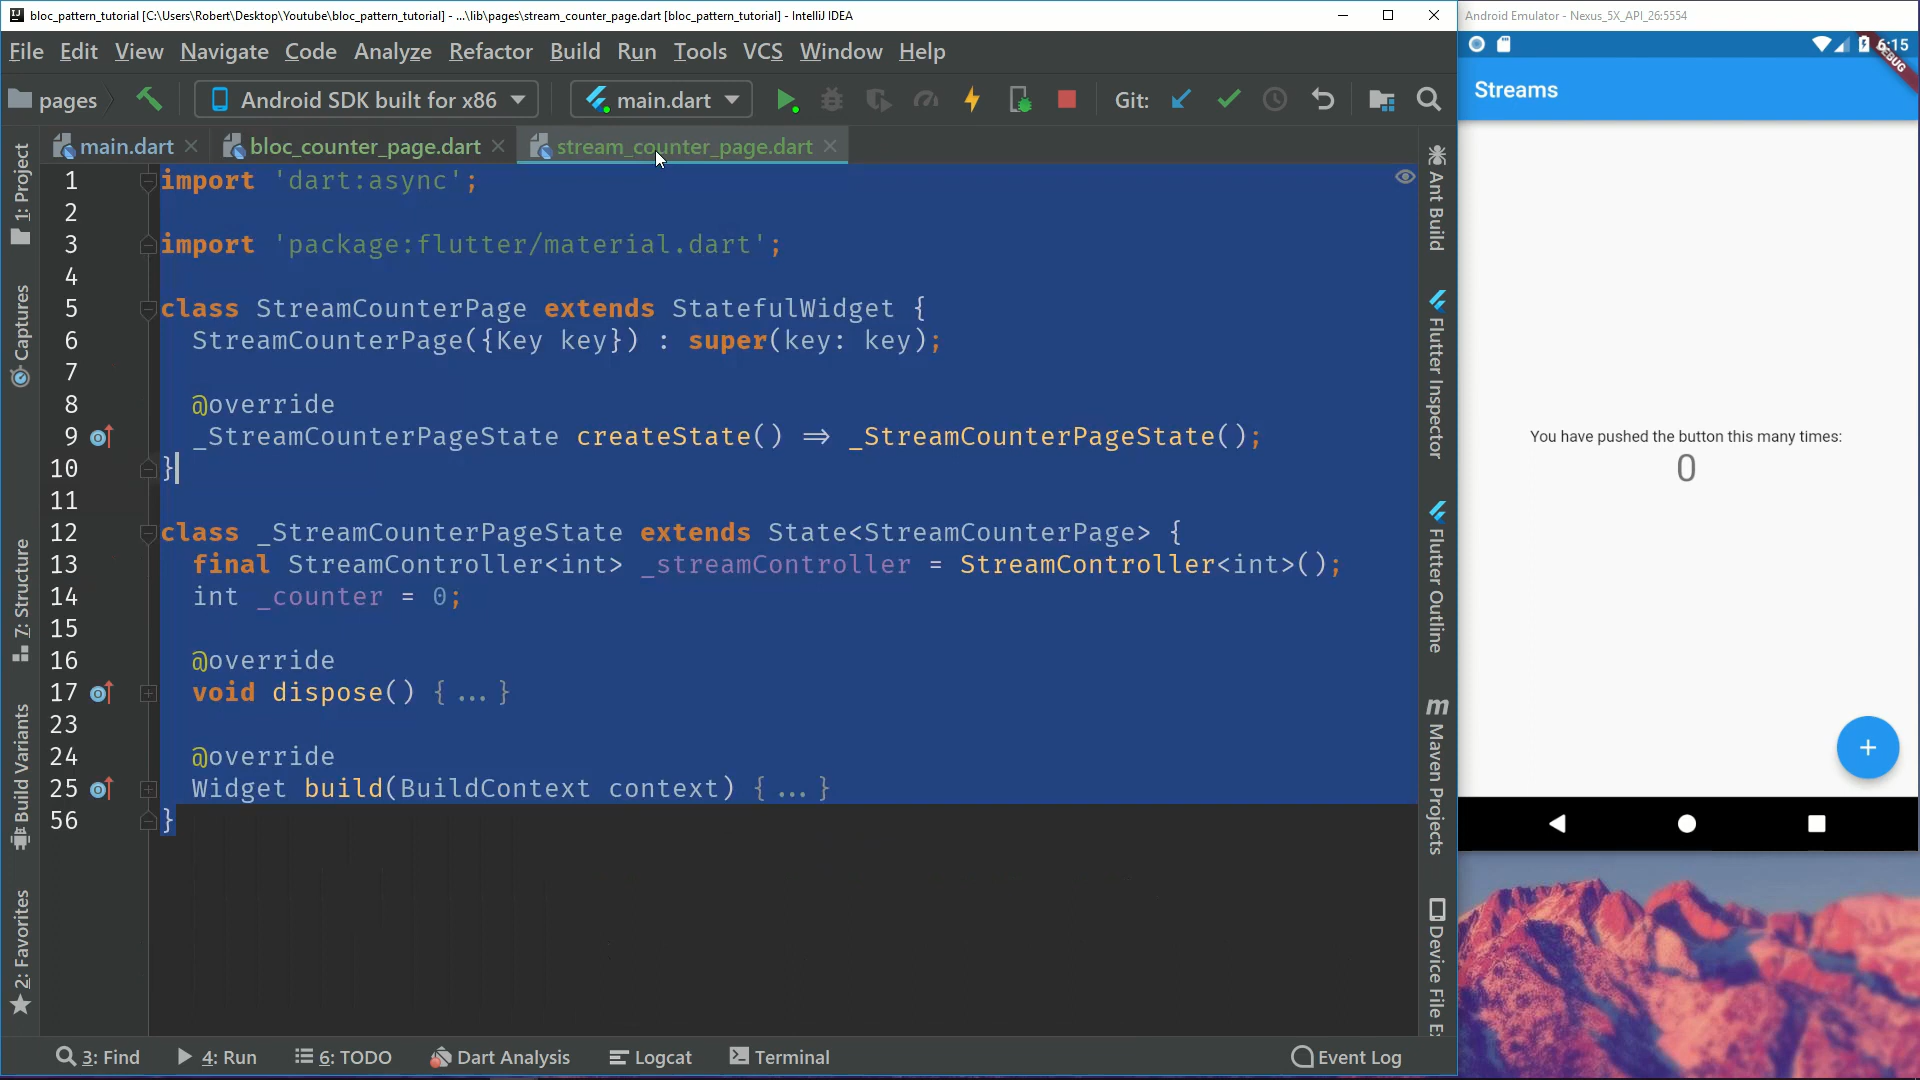 bloc_pattern_tutorial [C:\Users\Robert\Desktop\Youtube\bloc_pattern_tutorial] - ...\lib\pages\stream_counter_page.dart [bloc_pattern_tutorial] - IntelliJ IDEA
File Edit View Navigate Code Analyze Refactor Build Run Tools VCS Window Help
pages Android SDK built for x86 main.dart Git:
main.dart bloc_counter_page.dart stream_counter_page.dart
1: Project
Captures
7: Structure
Build Variants
2: Favorites
1 import 'dart:async';
2
3 import 'package:flutter/material.dart';
4
5 class StreamCounterPage extends StatefulWidget {
6 StreamCounterPage({Key key}) : super(key: key);
7
8 @override
9 _StreamCounterPageState createState() ⇒ _StreamCounterPageState();
10 }
11
12 class _StreamCounterPageState extends State<StreamCounterPage> {
13 final StreamController<int> _streamController = StreamController<int>();
14 int _counter = 0;
15
16 @override
17 void dispose() {...}
23
24 @override
25 Widget build(BuildContext context) {...}
56 }
Ant Build
Flutter Inspector
Flutter Outline
Maven Projects
Device File E
3: Find 4: Run 6: TODO Dart Analysis Logcat Terminal Event Log
Android Emulator - Nexus_5X_API_26:5554
6:15
DEBUG
Streams
You have pushed the button this many times:
0
+